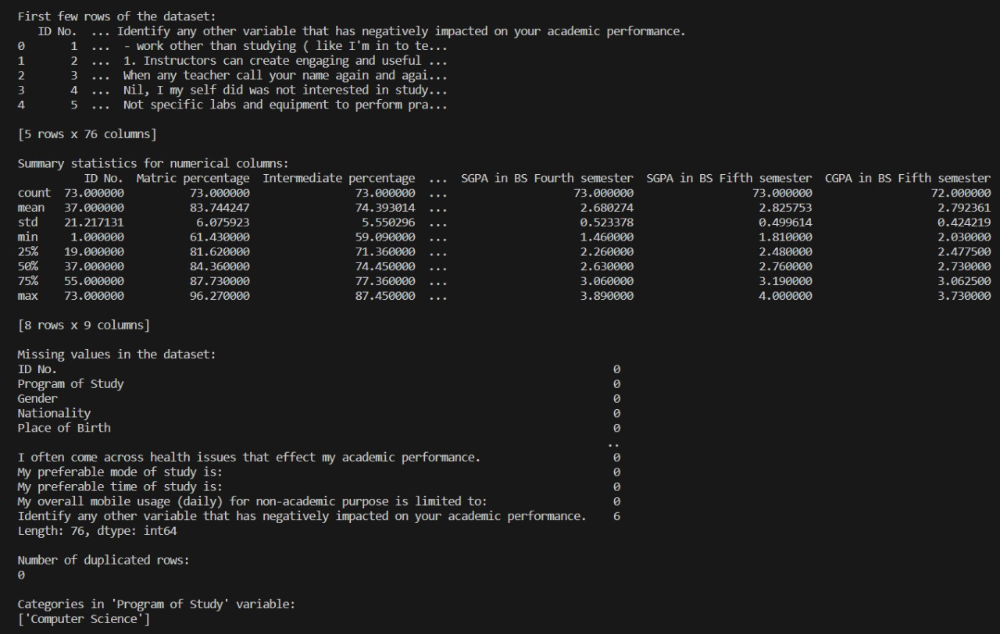 First few rows of the dataset:
   ID No.  ... Identify any other variable that has negatively impacted on your academic performance.
0       1  ...  - work other than studying ( like I'm in to te...
1       2  ...  1. Instructors can create engaging and useful ...
2       3  ...  When any teacher call your name again and agai...
3       4  ...  Nil, I my self did was not interested in study...
4       5  ...  Not specific labs and equipment to perform pra...

[5 rows x 76 columns]

Summary statistics for numerical columns:
          ID No.  Matric percentage  Intermediate percentage  ...  SGPA in BS Fourth semester  SGPA in BS Fifth semester  CGPA in BS Fifth semester
count  73.000000          73.000000                73.000000  ...                   73.000000                  73.000000                  72.000000
mean   37.000000          83.744247                74.393014  ...                    2.680274                   2.825753                   2.792361
std    21.217131           6.075923                 5.550296  ...                    0.523378                   0.499614                   0.424219
min     1.000000          61.430000                59.090000  ...                    1.460000                   1.810000                   2.030000
25%    19.000000          81.620000                71.360000  ...                    2.260000                   2.480000                   2.477500
50%    37.000000          84.360000                74.450000  ...                    2.630000                   2.760000                   2.730000
75%    55.000000          87.730000                77.360000  ...                    3.060000                   3.190000                   3.062500
max    73.000000          96.270000                87.450000  ...                    3.890000                   4.000000                   3.730000

[8 rows x 9 columns]

Missing values in the dataset:
ID No.                                                                                     0
Program of Study                                                                           0
Gender                                                                                     0
Nationality                                                                                0
Place of Birth                                                                             0
                                                                                          ..
I often come across health issues that effect my academic performance.                     0
My preferable mode of study is:                                                            0
My preferable time of study is:                                                            0
My overall mobile usage (daily) for non-academic purpose is limited to:                    0
Identify any other variable that has negatively impacted on your academic performance.     6
Length: 76, dtype: int64

Number of duplicated rows:
0

Categories in 'Program of Study' variable:
['Computer Science']